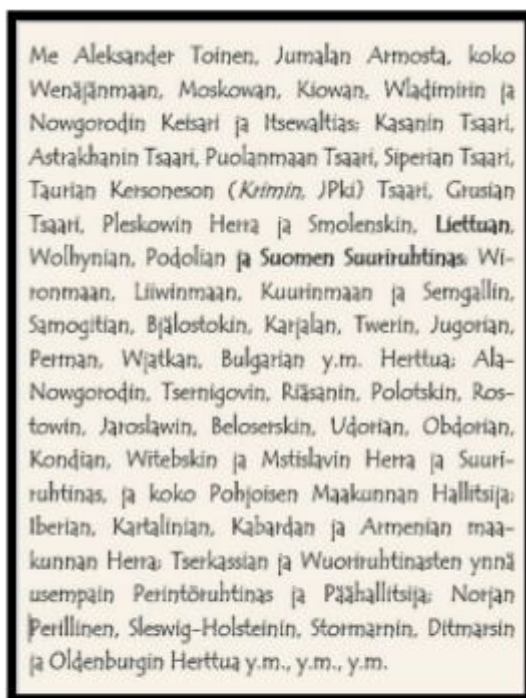 Me Aleksander Toinen, Jumalan Armosta, koko
Wenäjänmaan, Moskowan, Kiowan, Wladimirin ja
Nowgorodin Keisari ja Itsewaltias; Kasanin Tsaari,
Astrakhanin Tsaari, Puolanmaan Tsaari, Siperian Tsaari,
Taurian Kersoneson (Krimin, JPki) Tsaari, Grusian
Tsaari, Pleskowin Herra ja Smolenskin, Liettuan,
Wolhynian, Podolian ja Suomen Suuriruhtinas; Wi-
ronmaan, Liiwinmaan, Kuurinmaan ja Semgallin,
Samogitian, Bjälostokin, Karjalan, Twerin, Jugorian,
Perman, Wjatkan, Bulgarian y.m. Herttua; Ala-
Nowgorodin, Tsernigovin, Riäsanin, Polotskin, Ros-
towin, Jaroslawin, Beloserskin, Udorian, Obdorian,
Kondian, Witebskin ja Mstislavin Herra ja Suuri-
ruhtinas, ja koko Pohjoisen Maakunnan Hallitsija;
Iberian, Kartalinian, Kabardan ja Armenian maa-
kunnan Herra; Tserkassian ja Wuoriruhtinasten ynnä
usempain Perintöruhtinas ja Päähallitsija; Norjan
Perillinen, Sleswig-Holsteinin, Stormarnin, Ditmarsin
ja Oldenburgin Herttua y.m., y.m., y.m.